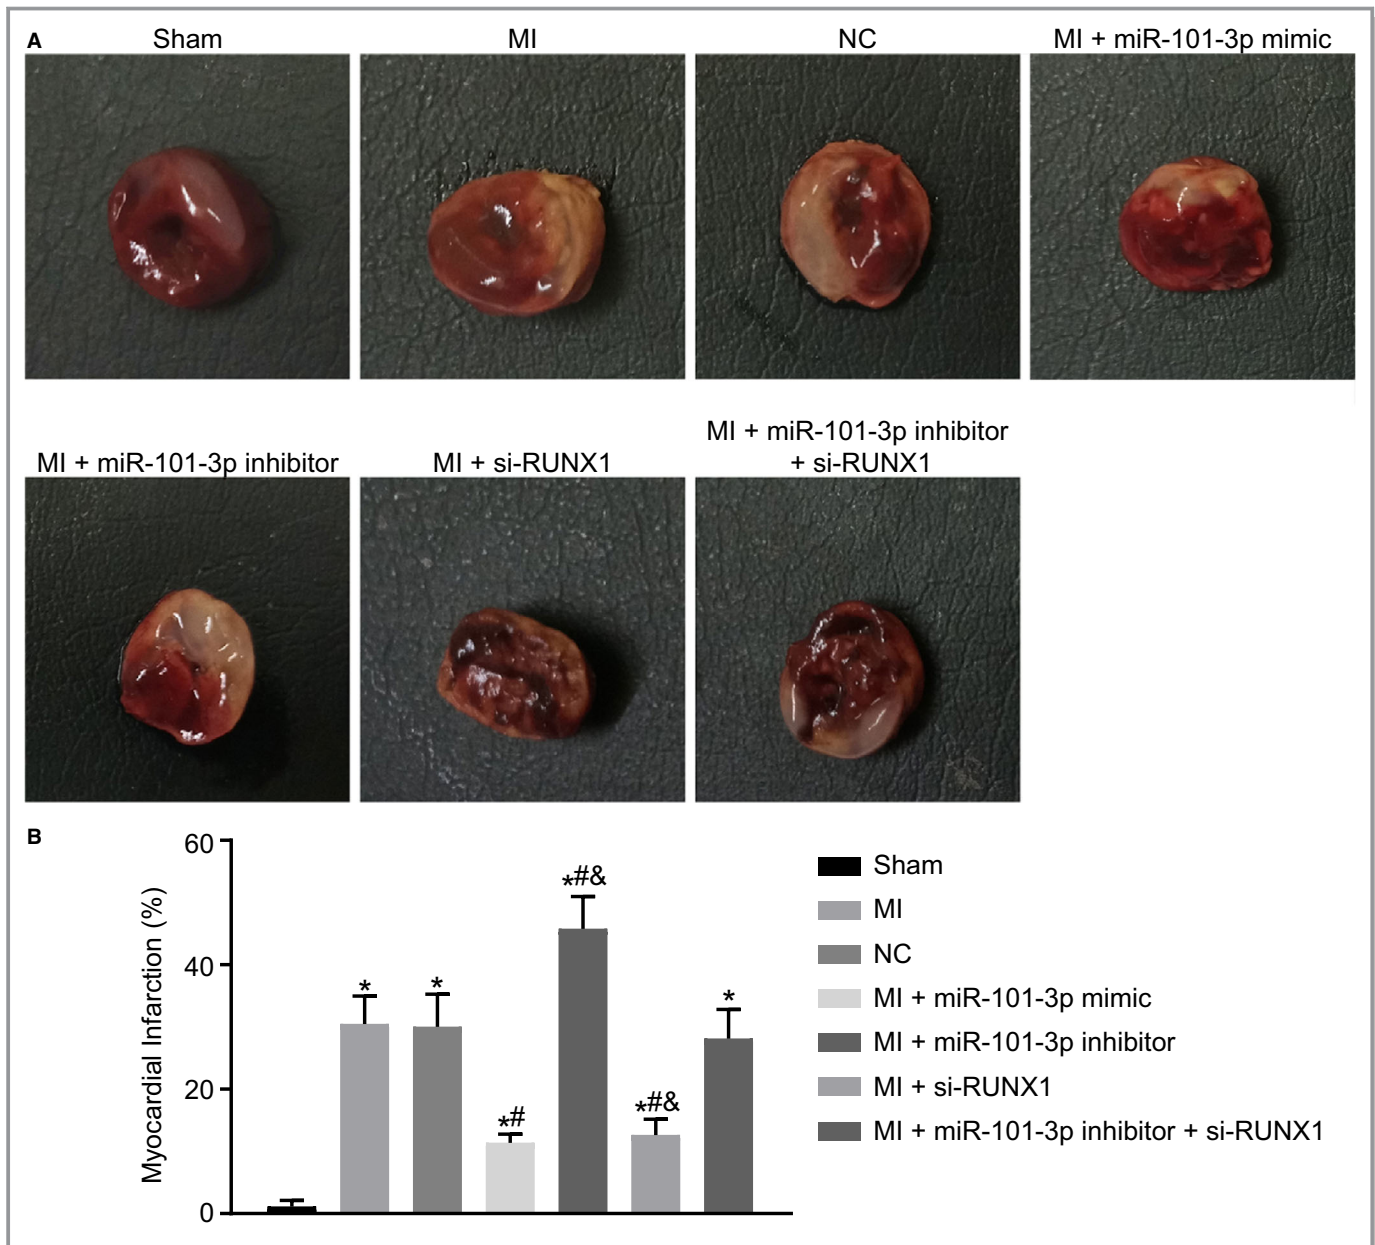 A
Sham
MI
NC
MI + miR-101-3p mimic
MI + miR-101-3p inhibitor
MI + si-RUNX1
MI + miR-101-3p inhibitor
+ si-RUNX1
B
Myocardial Infarction (%)
60
40
20
0
*
*
*#
*#&
*#&
*
Sham
MI
NC
MI + miR-101-3p mimic
MI + miR-101-3p inhibitor
MI + si-RUNX1
MI + miR-101-3p inhibitor + si-RUNX1